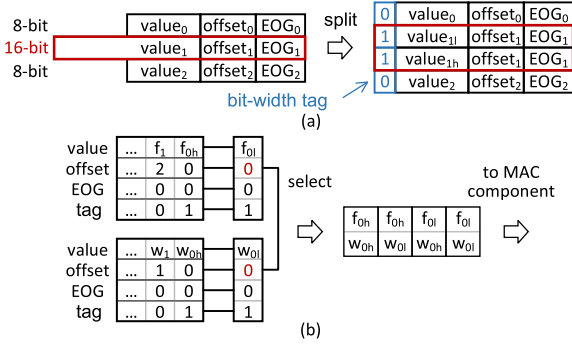 8-bit value₀ offset₀ EOG₀ split 0 value₀ offset₀ EOG₀
16-bit value₁ offset₁ EOG₁ 1 value₁ₗ offset₁ EOG₁
8-bit value₂ offset₂ EOG₂ 1 value₁ₕ offset₁ EOG₁
0 value₂ offset₂ EOG₂
bit-width tag
(a)
value ... f₁ f₀ₕ f₀ₗ
offset ... 2 0 0
EOG ... 0 0 0
tag ... 0 1 1
select
to MAC
component
f₀ₕ f₀ₕ f₀ₗ f₀ₗ
w₀ₕ w₀ₗ w₀ₕ w₀ₗ
value ... w₁ w₀ₕ w₀ₗ
offset ... 1 0 0
EOG ... 0 0 0
tag ... 0 1 1
(b)